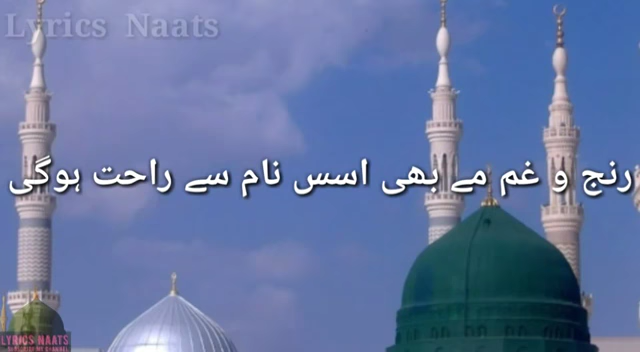 Lyrics Naats
رنج و غم مے بھی اسس نام سے راحت ہوگی
LYRICS NAATS